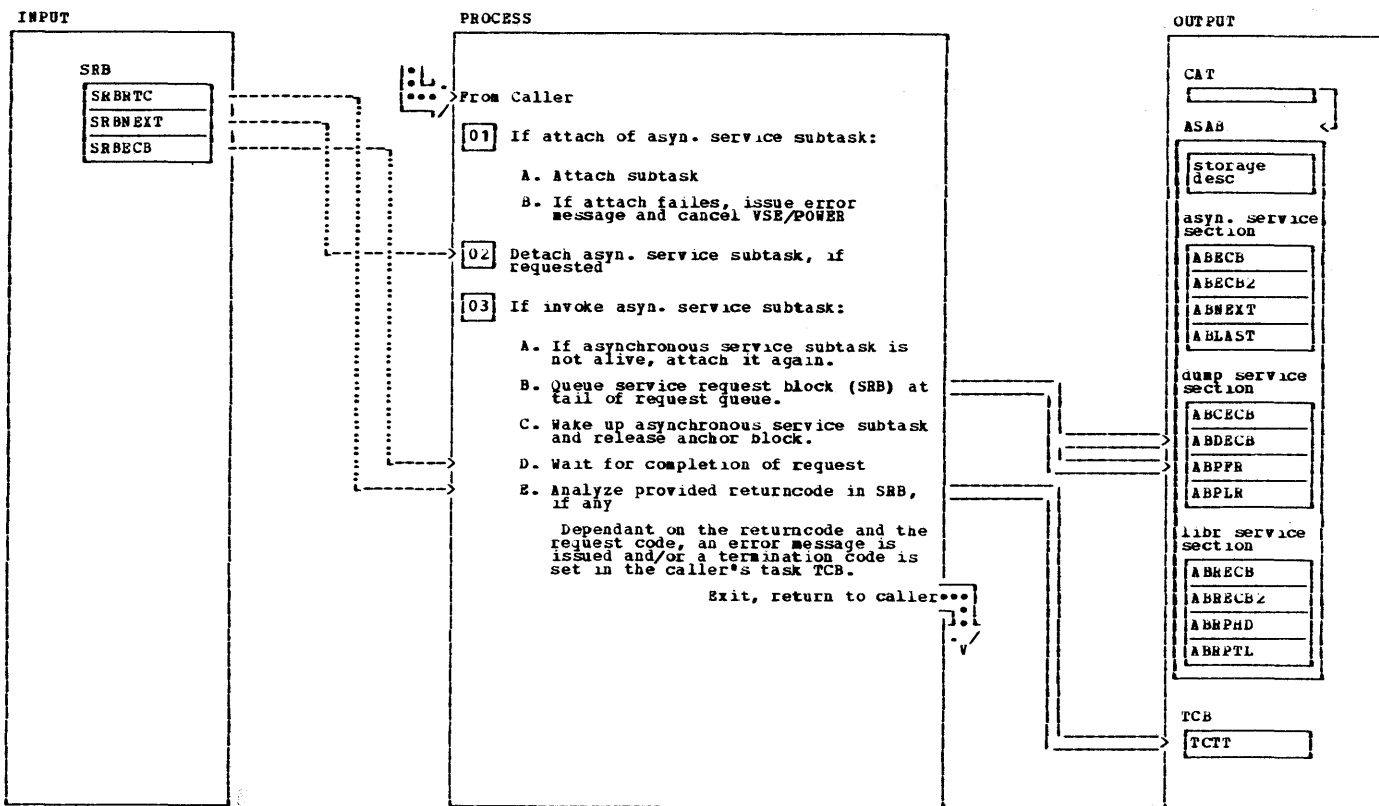 INPUT
SRB
SRBRTC
SRBNEXT
SRBECB
PROCESS
From Caller
01 If attach of asyn. service subtask:
A. Attach subtask
B. If attach failes, issue error
message and cancel VSE/POWER
02 Detach asyn. service subtask, if
requested
03 If invoke asyn. service subtask:
A. If asynchronous service subtask is
not alive, attach it again.
B. Queue service request block (SRB) at
tail of request queue.
C. Wake up asynchronous service subtask
and release anchor block.
D. Wait for completion of request
E. Analyze provided returncode in SRB,
if any
Dependant on the returncode and the
request code, an error message is
issued and/or a termination code is
set in the caller's task TCB.
Exit, return to caller
OUTPUT
CAT
ASAB
storage
desc
asyn. service
section
ABECB
ABECB2
ABNEXT
ABLAST
dump service
section
ABCECB
ABDECB
ABPFR
ABPLR
libr service
section
ABRECB
ABRECB2
ABRPHD
ABRPTL
TCB
TCTT